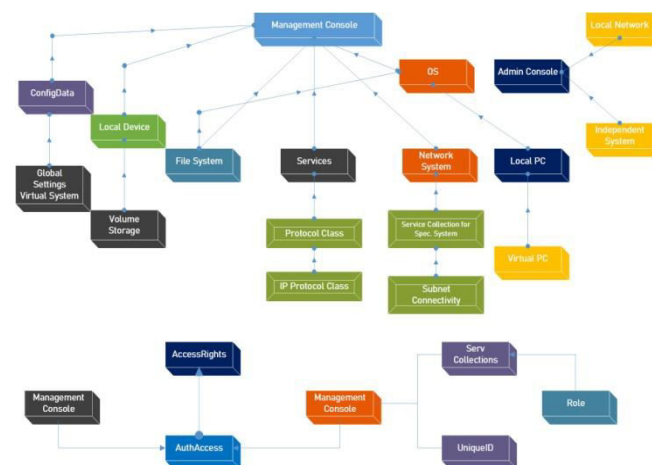 Management Console
Local Network
OS
Admin Console
ConfigData
Local Device
Independent
System
File System
Services
Network
System
Local PC
Global
Settings
Virtual System
Volume
Storage
Protocol Class
Service Collection for
Spec. System
Virtual PC
IP Protocol Class
Subnet
Connectivity
AccessRights
Serv
Collections
Management
Console
Management
Console
Role
AuthAccess
UniqueID